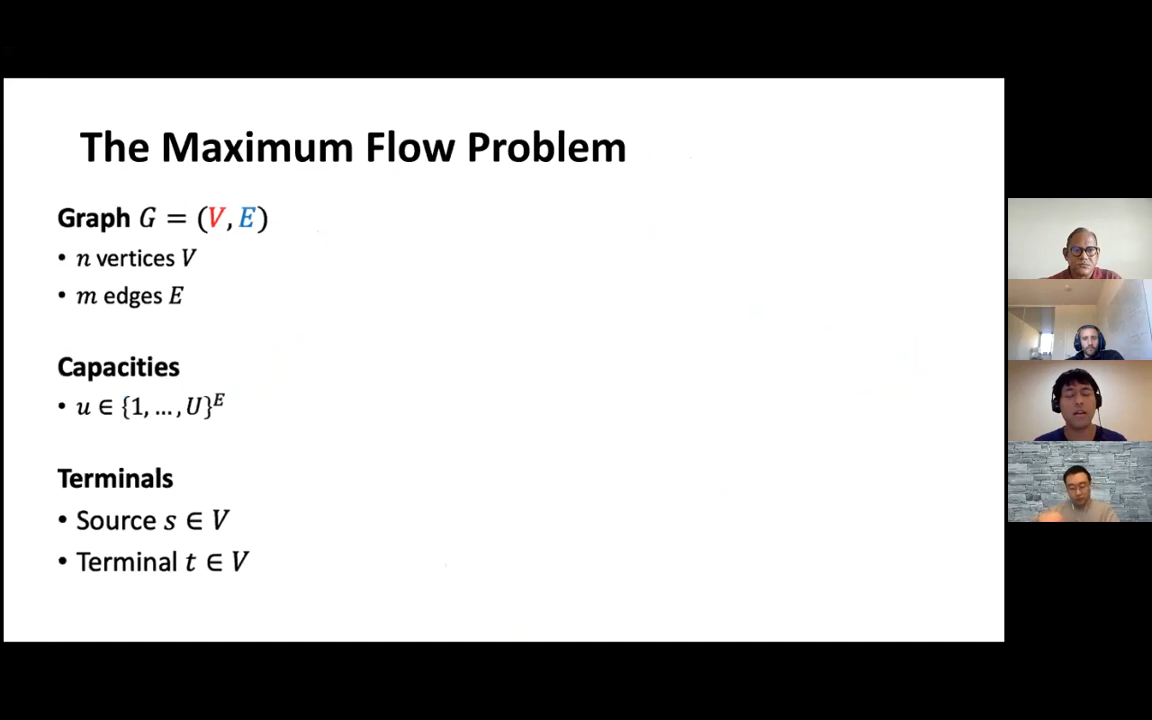 The Maximum Flow Problem
Graph G = (V, E)
• n vertices V
• m edges E
Capacities
• u ∈ {1, ..., U}^E
Terminals
• Source s ∈ V
• Terminal t ∈ V